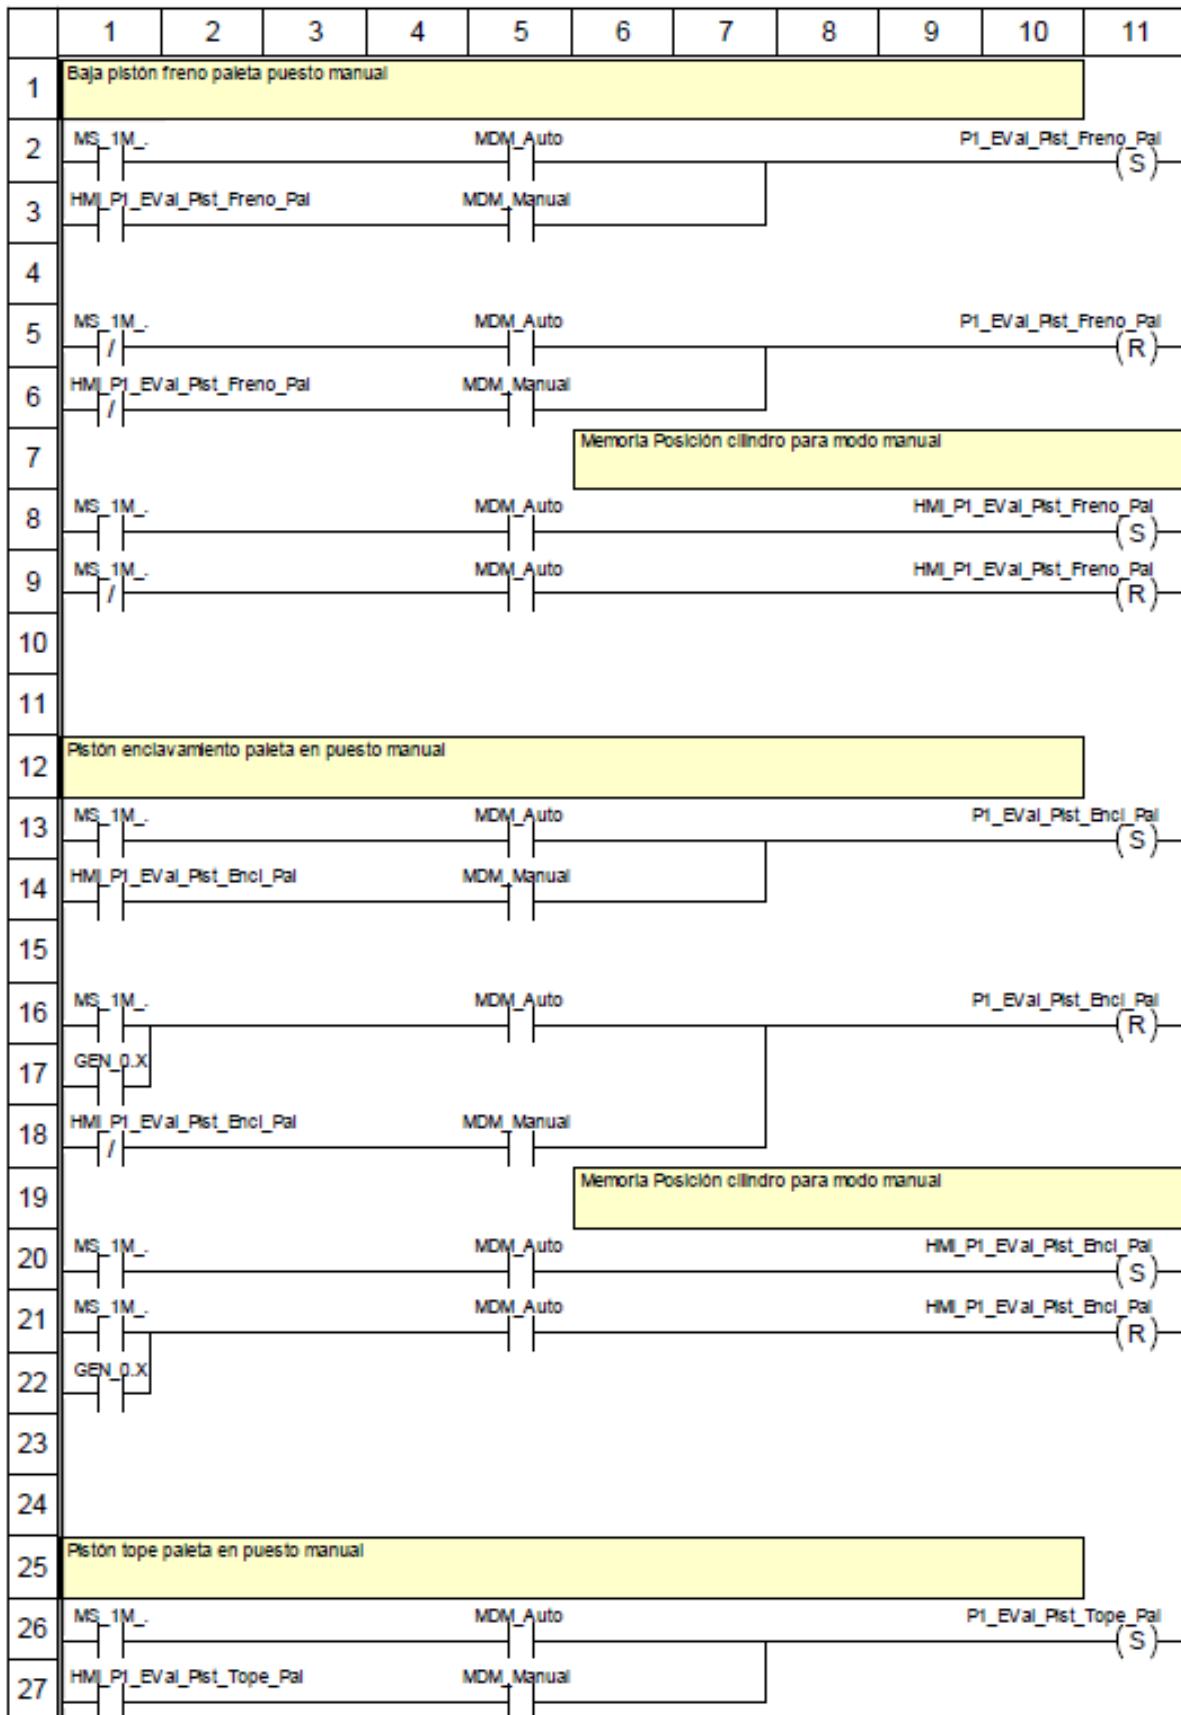 1 2 3 4 5 6 7 8 9 10 11
1 Baja pistón freno paleta puesto manual
2 MS_1M_. MDM_Auto P1_EVal_Pist_Freno_Pal
S
3 HMI_P1_EVal_Pist_Freno_Pal MDM_Manual
4
5 MS_1M_. MDM_Auto P1_EVal_Pist_Freno_Pal
/ R
6 HMI_P1_EVal_Pist_Freno_Pal MDM_Manual
/
7 Memoria Posición cilindro para modo manual
8 MS_1M_. MDM_Auto HMI_P1_EVal_Pist_Freno_Pal
S
9 MS_1M_. MDM_Auto HMI_P1_EVal_Pist_Freno_Pal
/ R
10
11
12 Pistón enclavamiento paleta en puesto manual
13 MS_1M_. MDM_Auto P1_EVal_Pist_Encl_Pal
S
14 HMI_P1_EVal_Pist_Encl_Pal MDM_Manual
15
16 MS_1M_. MDM_Auto P1_EVal_Pist_Encl_Pal
R
17 GEN_0.X
18 HMI_P1_EVal_Pist_Encl_Pal MDM_Manual
/
19 Memoria Posición cilindro para modo manual
20 MS_1M_. MDM_Auto HMI_P1_EVal_Pist_Encl_Pal
S
21 MS_1M_. MDM_Auto HMI_P1_EVal_Pist_Encl_Pal
R
22 GEN_0.X
23
24
25 Pistón tope paleta en puesto manual
26 MS_1M_. MDM_Auto P1_EVal_Pist_Tope_Pal
S
27 HMI_P1_EVal_Pist_Tope_Pal MDM_Manual